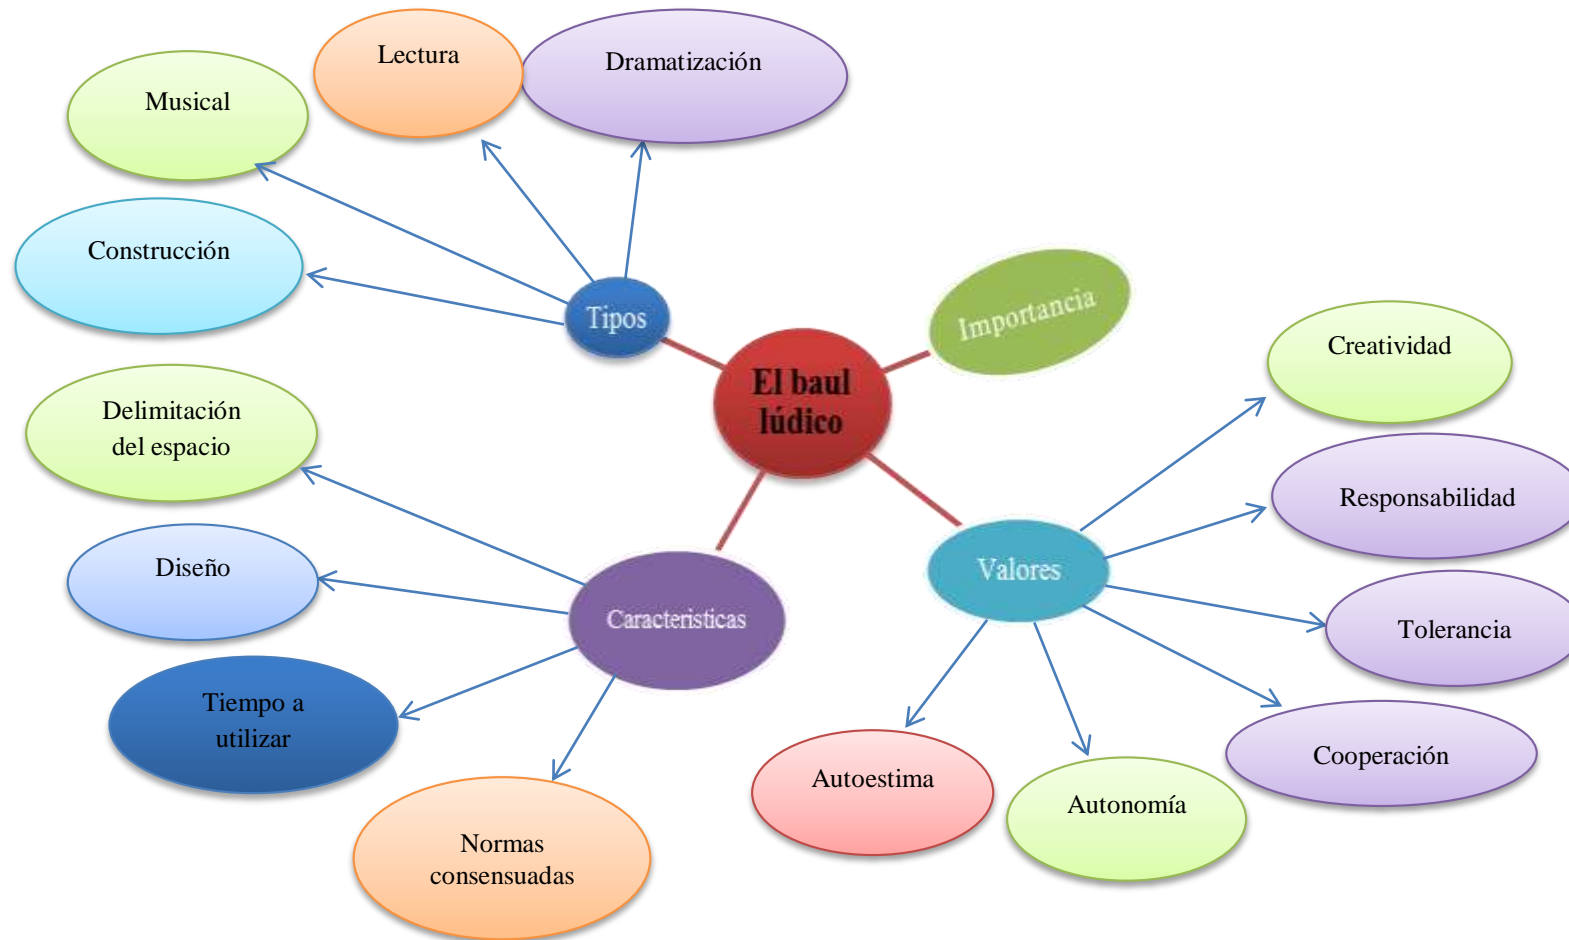 Lectura
Dramatización
Musical
Construcción
Tipos
Importancia
El baul
lúdico
Creatividad
Delimitación
del espacio
Responsabilidad
Diseño
Valores
Caracteristicas
Tolerancia
Tiempo a
utilizar
Cooperación
Autoestima
Autonomía
Normas
consensuadas